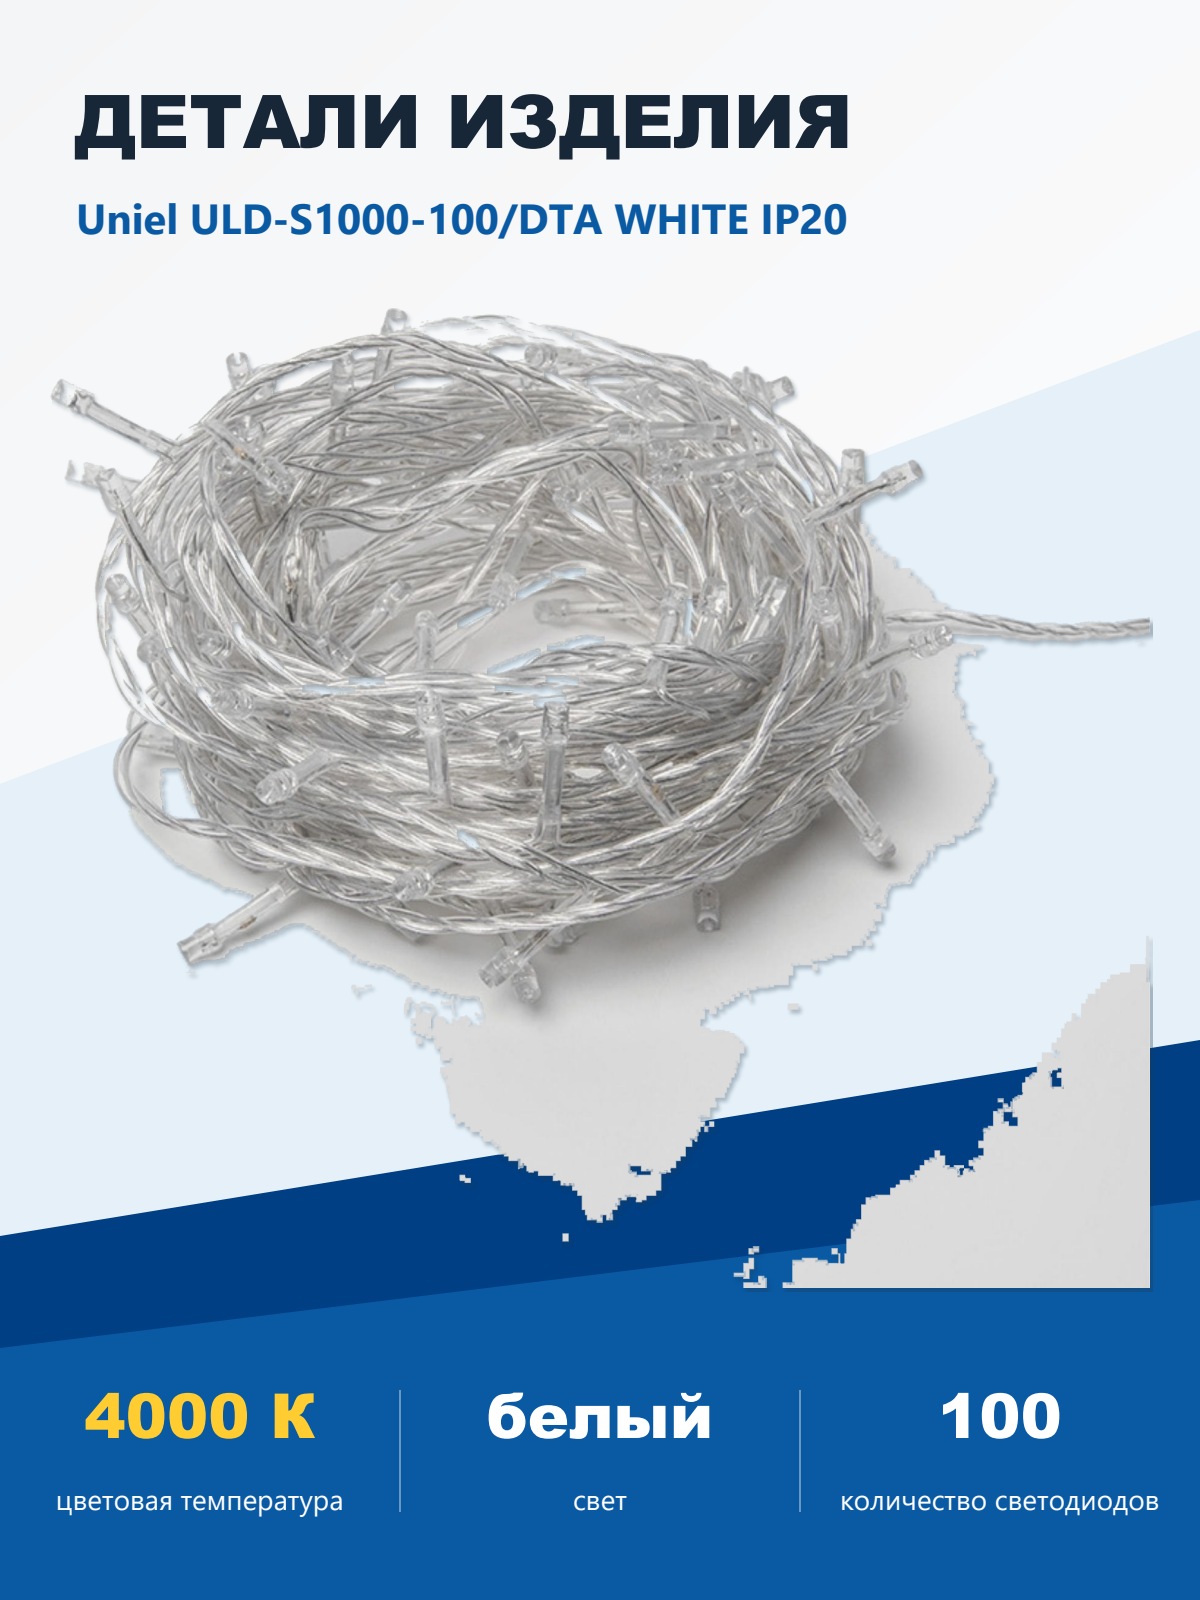 ДЕТАЛИ ИЗДЕЛИЯ
Uniel ULD-S1000-100/DTA WHITE IP20
4000 К
белый
100
цветовая температура
свет
количество светодиодов